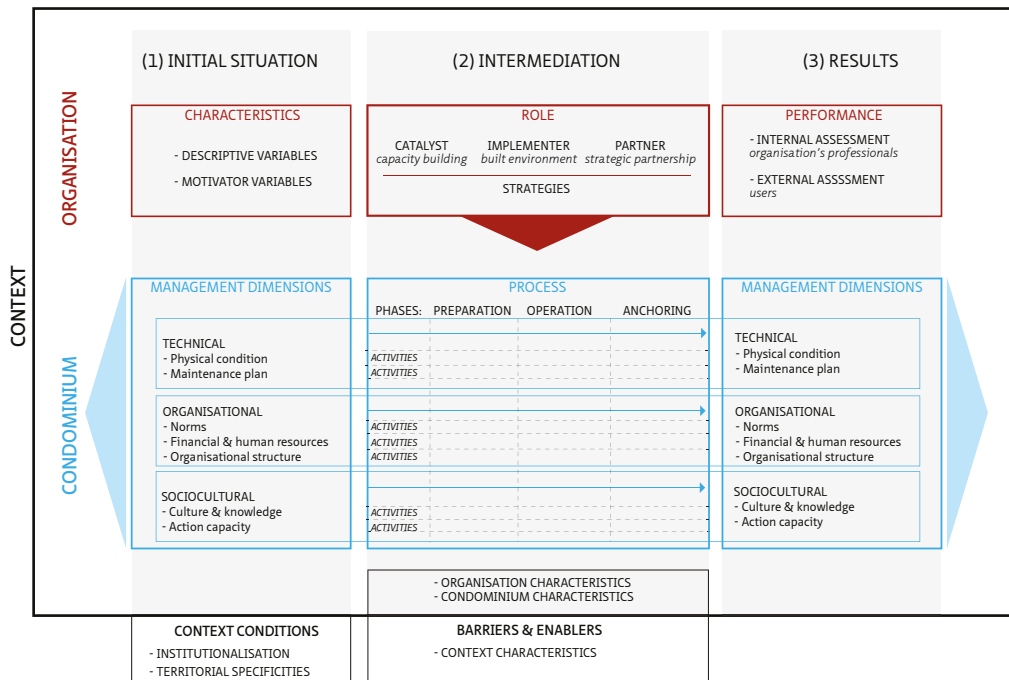 (1) INITIAL SITUATION
(2) INTERMEDIATION
(3) RESULTS
CONTEXT
ORGANISATION
CHARACTERISTICS
- DESCRIPTIVE VARIABLES
- MOTIVATOR VARIABLES
ROLE
CATALYST
capacity building
IMPLEMENTER
built environment
PARTNER
strategic partnership
STRATEGIES
PERFORMANCE
- INTERNAL ASSESSMENT
organisation's professionals
- EXTERNAL ASSSSMENT
users
CONDOMINIUM
MANAGEMENT DIMENSIONS
TECHNICAL
- Physical condition
- Maintenance plan
ORGANISATIONAL
- Norms
- Financial & human resources
- Organisational structure
SOCIOCULTURAL
- Culture & knowledge
- Action capacity
PROCESS
PHASES: PREPARATION OPERATION ANCHORING
ACTIVITIES
ACTIVITIES
ACTIVITIES
ACTIVITIES
ACTIVITIES
ACTIVITIES
ACTIVITIES
MANAGEMENT DIMENSIONS
TECHNICAL
- Physical condition
- Maintenance plan
ORGANISATIONAL
- Norms
- Financial & human resources
- Organisational structure
SOCIOCULTURAL
- Culture & knowledge
- Action capacity
- ORGANISATION CHARACTERISTICS
- CONDOMINIUM CHARACTERISTICS
CONTEXT CONDITIONS
- INSTITUTIONALISATION
- TERRITORIAL SPECIFICITIES
BARRIERS & ENABLERS
- CONTEXT CHARACTERISTICS